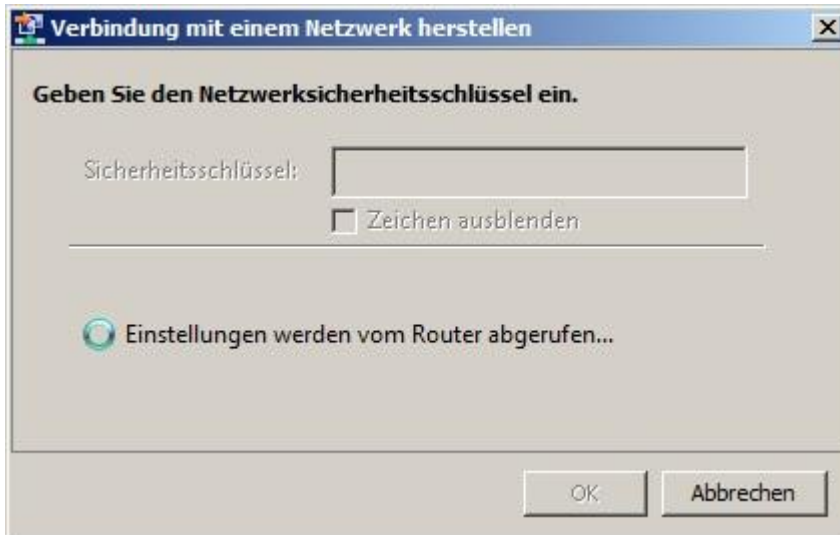 Verbindung mit einem Netzwerk herstellen
Geben Sie den Netzwerksicherheitsschlüssel ein.
Sicherheitsschlüssel:
Zeichen ausblenden
Einstellungen werden vom Router abgerufen...
OK
Abbrechen